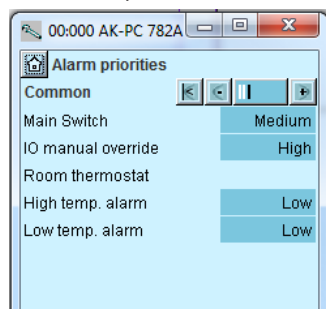 00:000 AK-PC 782A
Alarm priorities
Common
Main Switch Medium
IO manual override High
Room thermostat
High temp. alarm Low
Low temp. alarm Low